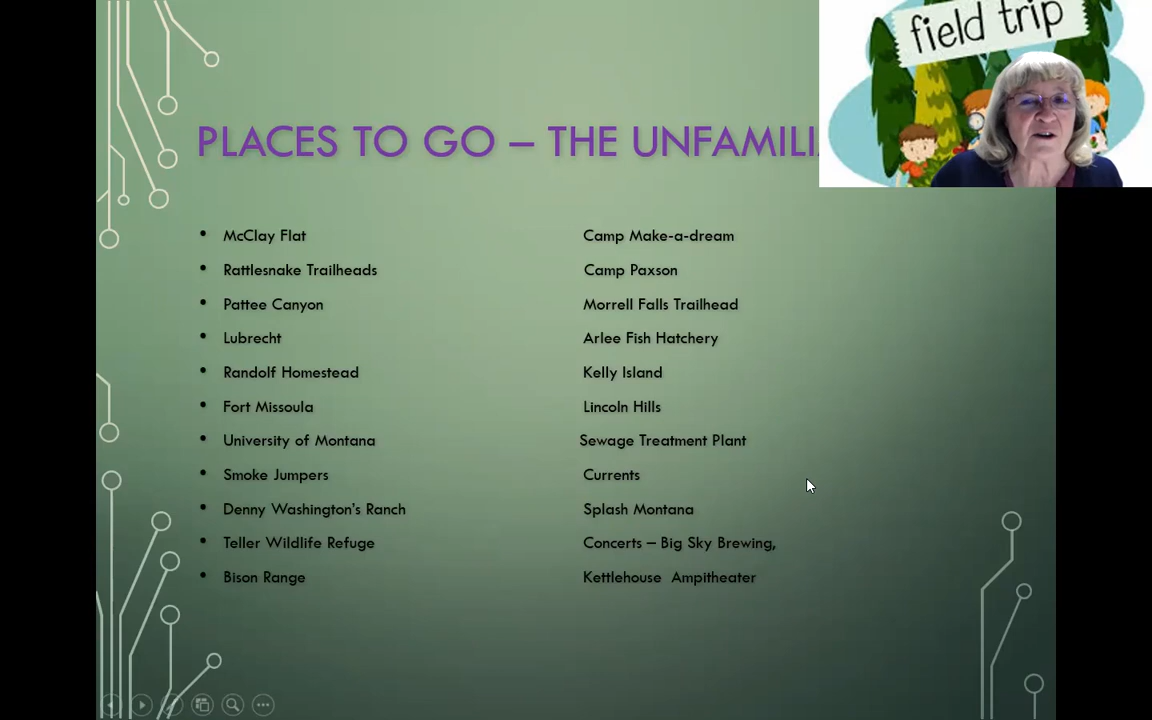 field trip
PLACES TO GO – THE UNFAMILI
• McClay Flat
• Rattlesnake Trailheads
• Pattee Canyon
• Lubrecht
• Randolf Homestead
• Fort Missoula
• University of Montana
• Smoke Jumpers
• Denny Washington's Ranch
• Teller Wildlife Refuge
• Bison Range
Camp Make-a-dream
Camp Paxson
Morrell Falls Trailhead
Arlee Fish Hatchery
Kelly Island
Lincoln Hills
Sewage Treatment Plant
Currents
Splash Montana
Concerts – Big Sky Brewing,
Kettlehouse Ampitheater